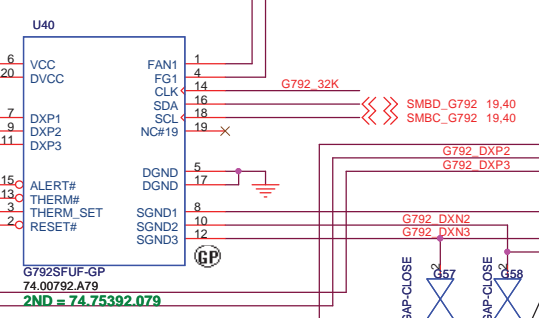 U40
6 VCC FAN1 1
20 DVCC FG1 4
CLK 14 G792_32K
SDA 16 SMBD_G792 19,40
7 DXP1 SCL 18 SMBC_G792 19,40
9 DXP2 NC#19 19
11 DXP3
G792_DXP2
G792_DXP3
DGND 5
15 ALERT# DGND 17
13 THERM#
3 THERM_SET SGND1 8
2 RESET# SGND2 10 G792_DXN2
SGND3 12 G792_DXN3
GP
G792SFUF-GP
74.00792.A79
2ND = 74.75392.079
GAP-CLOSE
2
G57
GAP-CLOSE
2
G58